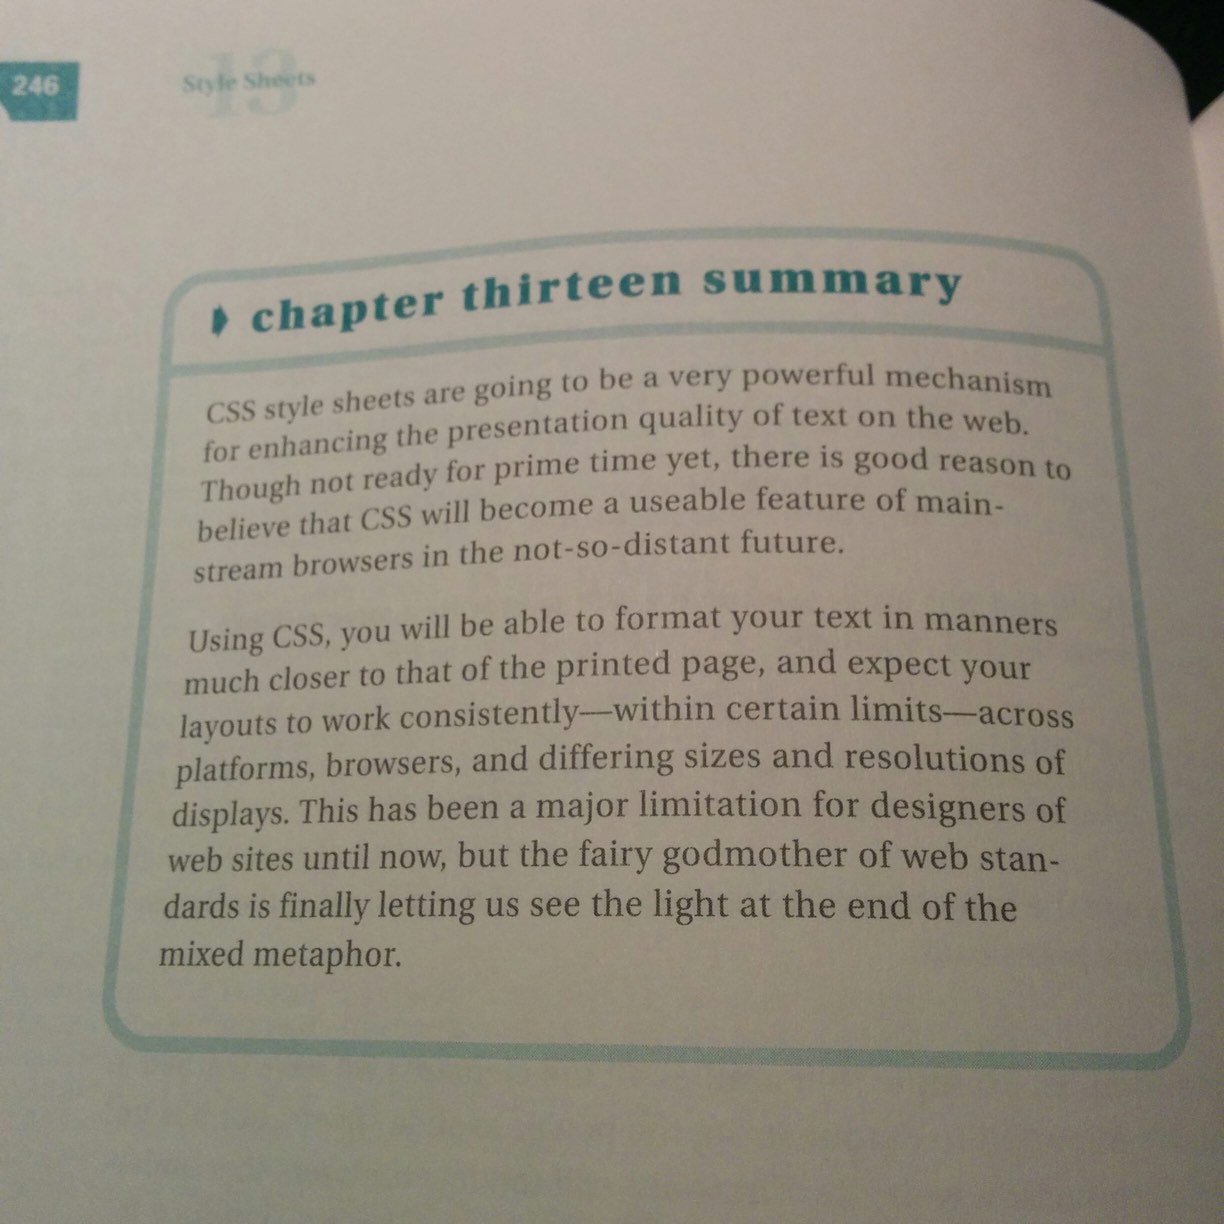 246
13
Style Sheets
chapter thirteen summary
CSS style sheets are going to be a very powerful mechanism
for enhancing the presentation quality of text on the web.
Though not ready for prime time yet, there is good reason to
believe that CSS will become a useable feature of main-
stream browsers in the not-so-distant future.
Using CSS, you will be able to format your text in manners
much closer to that of the printed page, and expect your
layouts to work consistently—within certain limits—across
platforms, browsers, and differing sizes and resolutions of
displays. This has been a major limitation for designers of
web sites until now, but the fairy godmother of web stan-
dards is finally letting us see the light at the end of the
mixed metaphor.